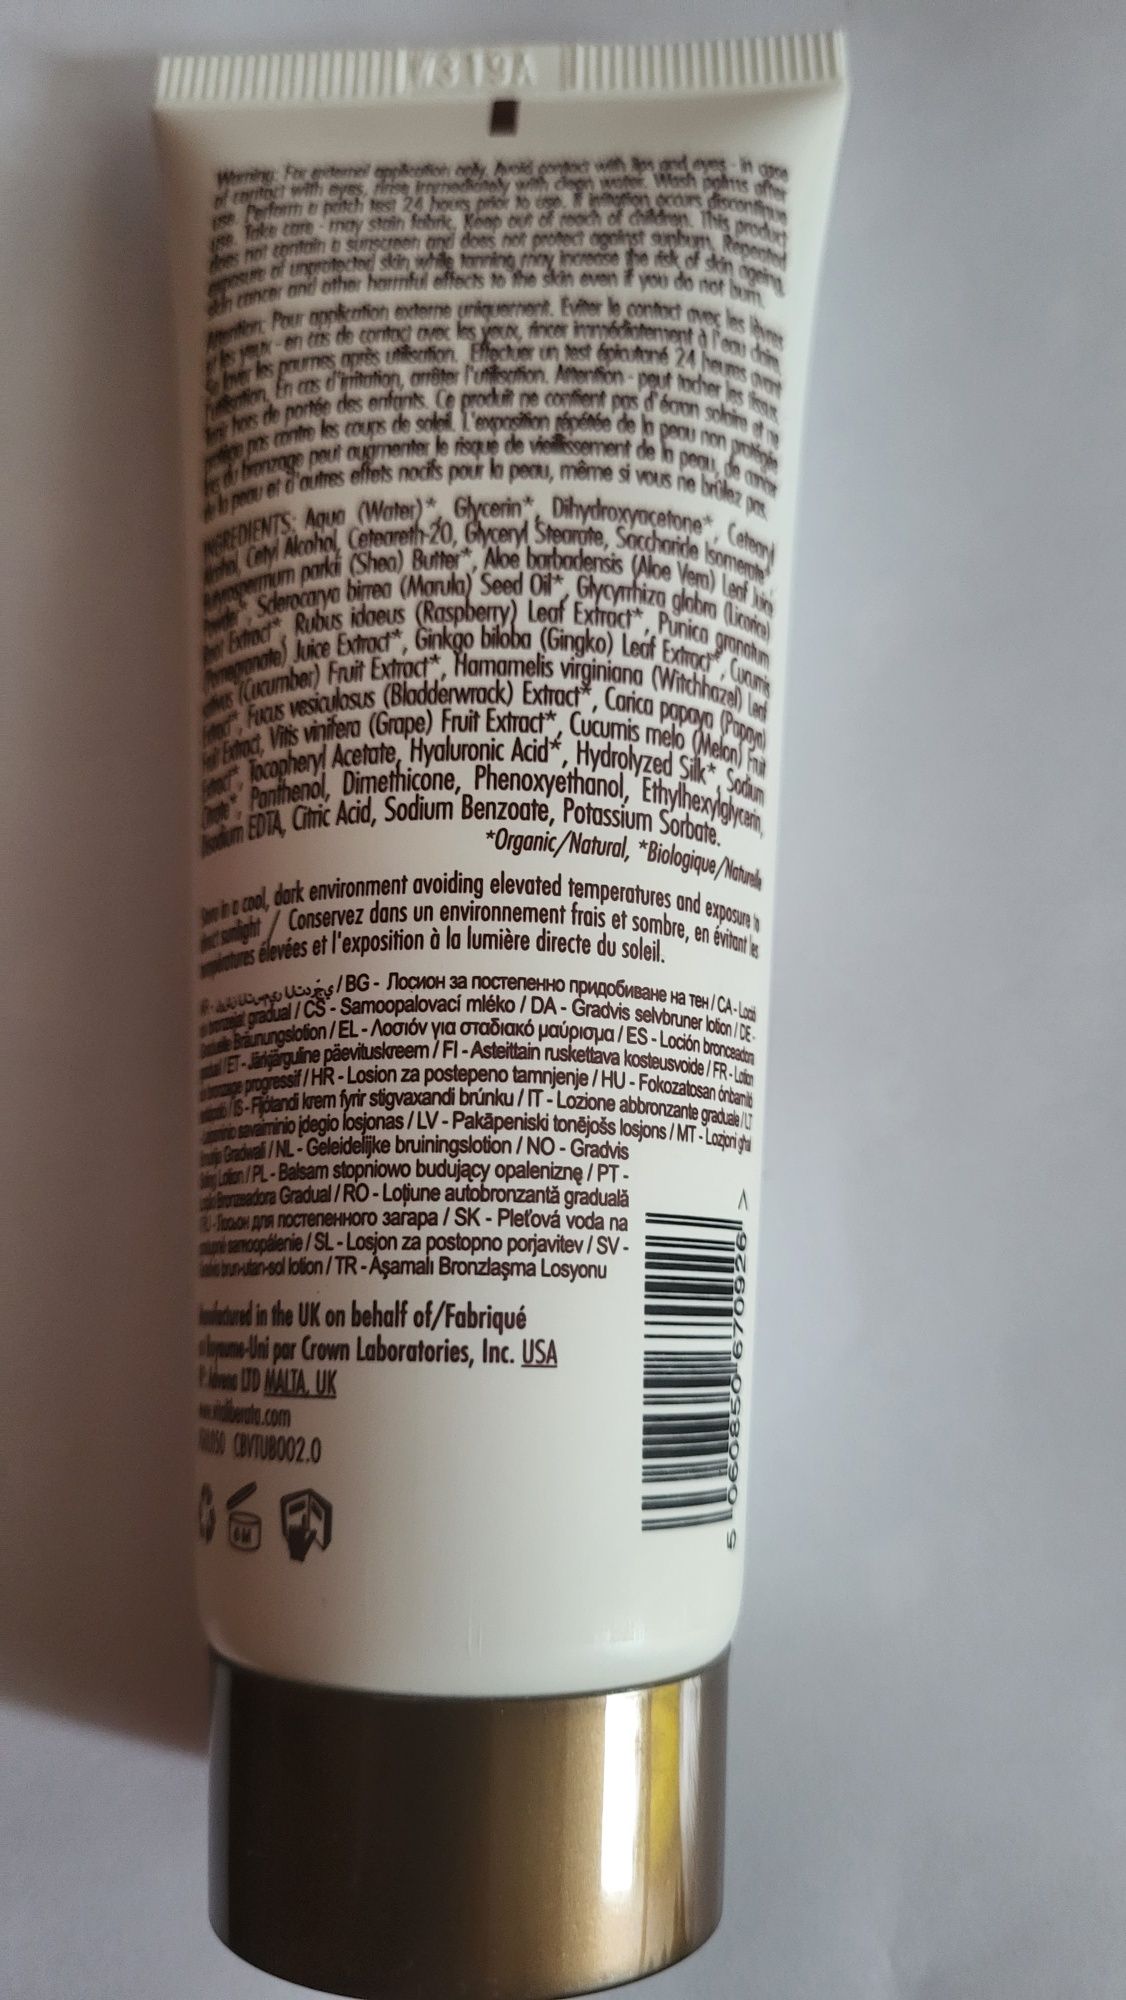 V319A
Warning: For external application only. Avoid contact with lips and eyes - in case
of contact with eyes, rinse immediately with clean water. Wash palms after
use. Perform a patch test 24 hours prior to use. If irritation occurs discontinue
use. Take care - may stain fabric. Keep out of reach of children. This product
does not contain a sunscreen and does not protect against sunburn. Repeated
exposure of unprotected skin while tanning may increase the risk of skin ageing,
skin cancer and other harmful effects to the skin even if you do not burn.
Attention: Pour application externe uniquement. Éviter le contact avec les lèvres
et les yeux - en cas de contact avec les yeux, rincer immédiatement à l'eau claire.
Se laver les paumes après utilisation. Effectuer un test épicutané 24 heures avant
l'utilisation. En cas d'irritation, arrêter l'utilisation. Attention - peut tacher les tissus.
Tenir hors de portée des enfants. Ce produit ne contient pas d'écran solaire et ne
protège pas contre les coups de soleil. L'exposition répétée de la peau non protégée
lors du bronzage peut augmenter le risque de vieillissement de la peau, de cancer
de la peau et d'autres effets nocifs pour la peau, même si vous ne brûlez pas.
INGREDIENTS: Aqua (Water)*, Glycerin*, Dihydroxyacetone*, Cetearyl
Alcohol, Cetyl Alcohol, Ceteareth-20, Glyceryl Stearate, Saccharide Isomerate*,
Butyrospermum parkii (Shea) Butter*, Aloe barbadensis (Aloe Vera) Leaf Juice
Powder*, Sclerocarya birrea (Marula) Seed Oil*, Glycyrrhiza glabra (Licorice)
Root Extract*, Rubus idaeus (Raspberry) Leaf Extract*, Punica granatum
(Pomegranate) Juice Extract*, Ginkgo biloba (Gingko) Leaf Extract*, Cucumis
sativus (Cucumber) Fruit Extract*, Hamamelis virginiana (Witchhazel) Leaf
Extract*, Fucus vesiculosus (Bladderwrack) Extract*, Carica papaya (Papaya)
Fruit Extract, Vitis vinifera (Grape) Fruit Extract*, Cucumis melo (Melon) Fruit
Extract*, Tocopheryl Acetate, Hyaluronic Acid*, Hydrolyzed Silk*, Sodium
Citrate*, Panthenol, Dimethicone, Phenoxyethanol, Ethylhexylglycerin,
Disodium EDTA, Citric Acid, Sodium Benzoate, Potassium Sorbate.
*Organic/Natural, *Biologique/Naturelle
Store in a cool, dark environment avoiding elevated temperatures and exposure to
direct sunlight / Conservez dans un environnement frais et sombre, en évitant les
températures élevées et l'exposition à la lumière directe du soleil.
/ BG - Лосион за постепенно придобиване на тен / CA - Loció
bronzejat gradual / CS - Samoopalovací mléko / DA - Gradvis selvbruner lotion / DE -
Graduelle Bräunungslotion / EL - Λοσιόν για σταδιακό μαύρισμα / ES - Loción bronceadora
gradual / ET - Järkjärguline päevituskreem / FI - Asteittain ruskettava kosteusvoide / FR - Lotion
bronzage progressif / HR - Losion za postepeno tamnjenje / HU - Fokozatosan önbarnító
/ IS - Fljótandi krem fyrir stigvaxandi brúnku / IT - Lozione abbronzante graduale / LT
savaiminio įdegio losjonas / LV - Pakāpeniski tonējošs losjons / MT - Lozjoni għal
Gradwali / NL - Geleidelijke bruiningslotion / NO - Gradvis
Lotion / PL - Balsam stopniowo budujący opaleniznę / PT -
Bronzeadora Gradual / RO - Loțiune autobronzantă graduală
RU - Лосьон для постепенного загара / SK - Pleťová voda na
samoopálenie / SL - Losjon za postopno porjavitev / SV -
brun-utan-sol lotion / TR - Aşamalı Bronzlaşma Losyonu
Manufactured in the UK on behalf of/Fabriqué
au Royaume-Uni par Crown Laboratories, Inc. USA
Advena LTD MALTA, UK
www.vitaliberata.com
CBVTUB002.0
6M
5 060850 670926 >